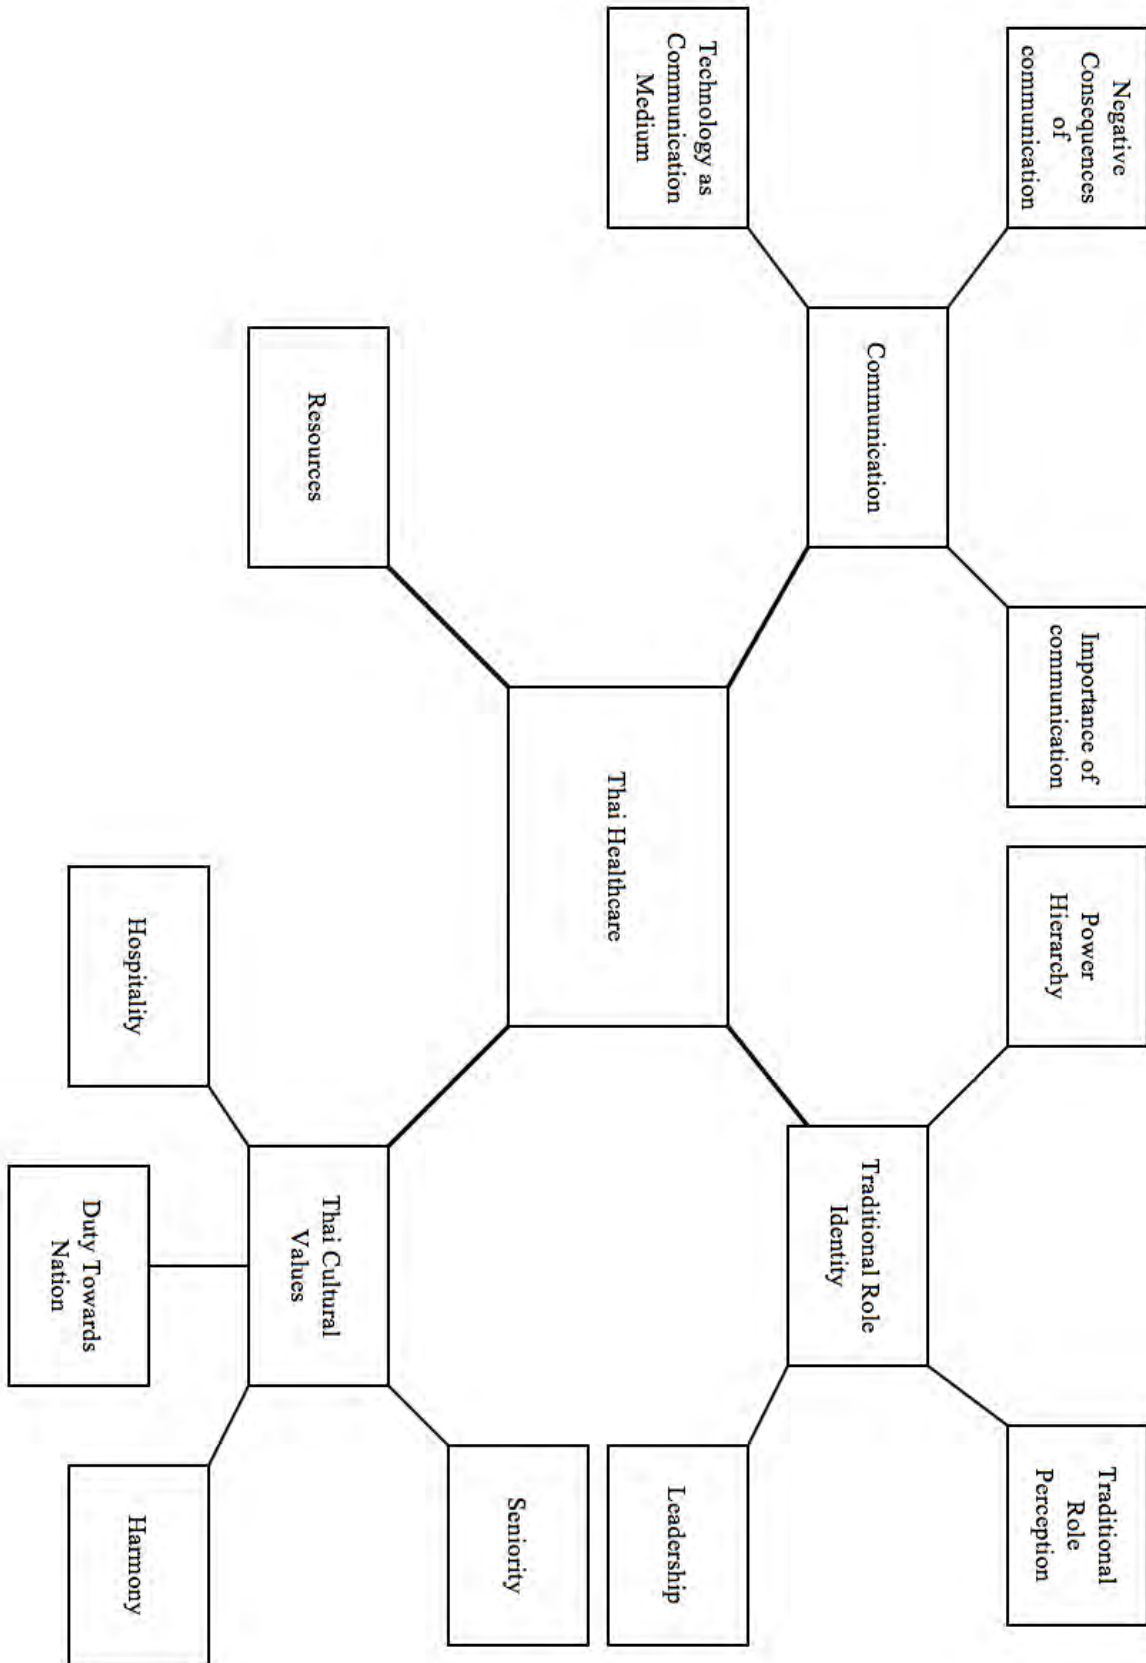 Negative
Consequences
of
communication
Importance of
communication
Power
Hierarchy
Traditional
Role
Perception
Communication
Traditional Role
Identity
Technology as
Communication
Medium
Thai Healthcare
Leadership
Seniority
Resources
Thai Cultural
Values
Hospitality
Duty Towards
Nation
Harmony